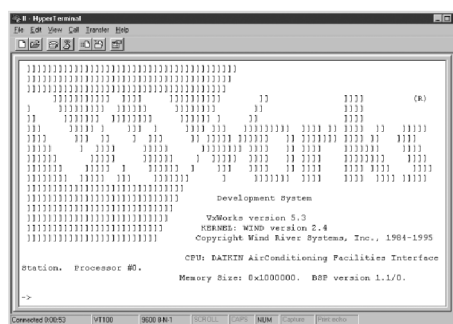 II - HyperTerminal
File Edit View Call Transfer Help
(R)
Development System
VxWorks version 5.3
KERNEL: WIND version 2.4
Copyright Wind River Systems, Inc., 1984-1995
CPU: DAIKIN AirConditioning Facilities Interface
Station. Processor #0.
Memory Size: 0x1000000. BSP version 1.1/0.
->
Connected 0:00:53 VT100 9600 8-N-1 SCROLL CAPS NUM Capture Print echo